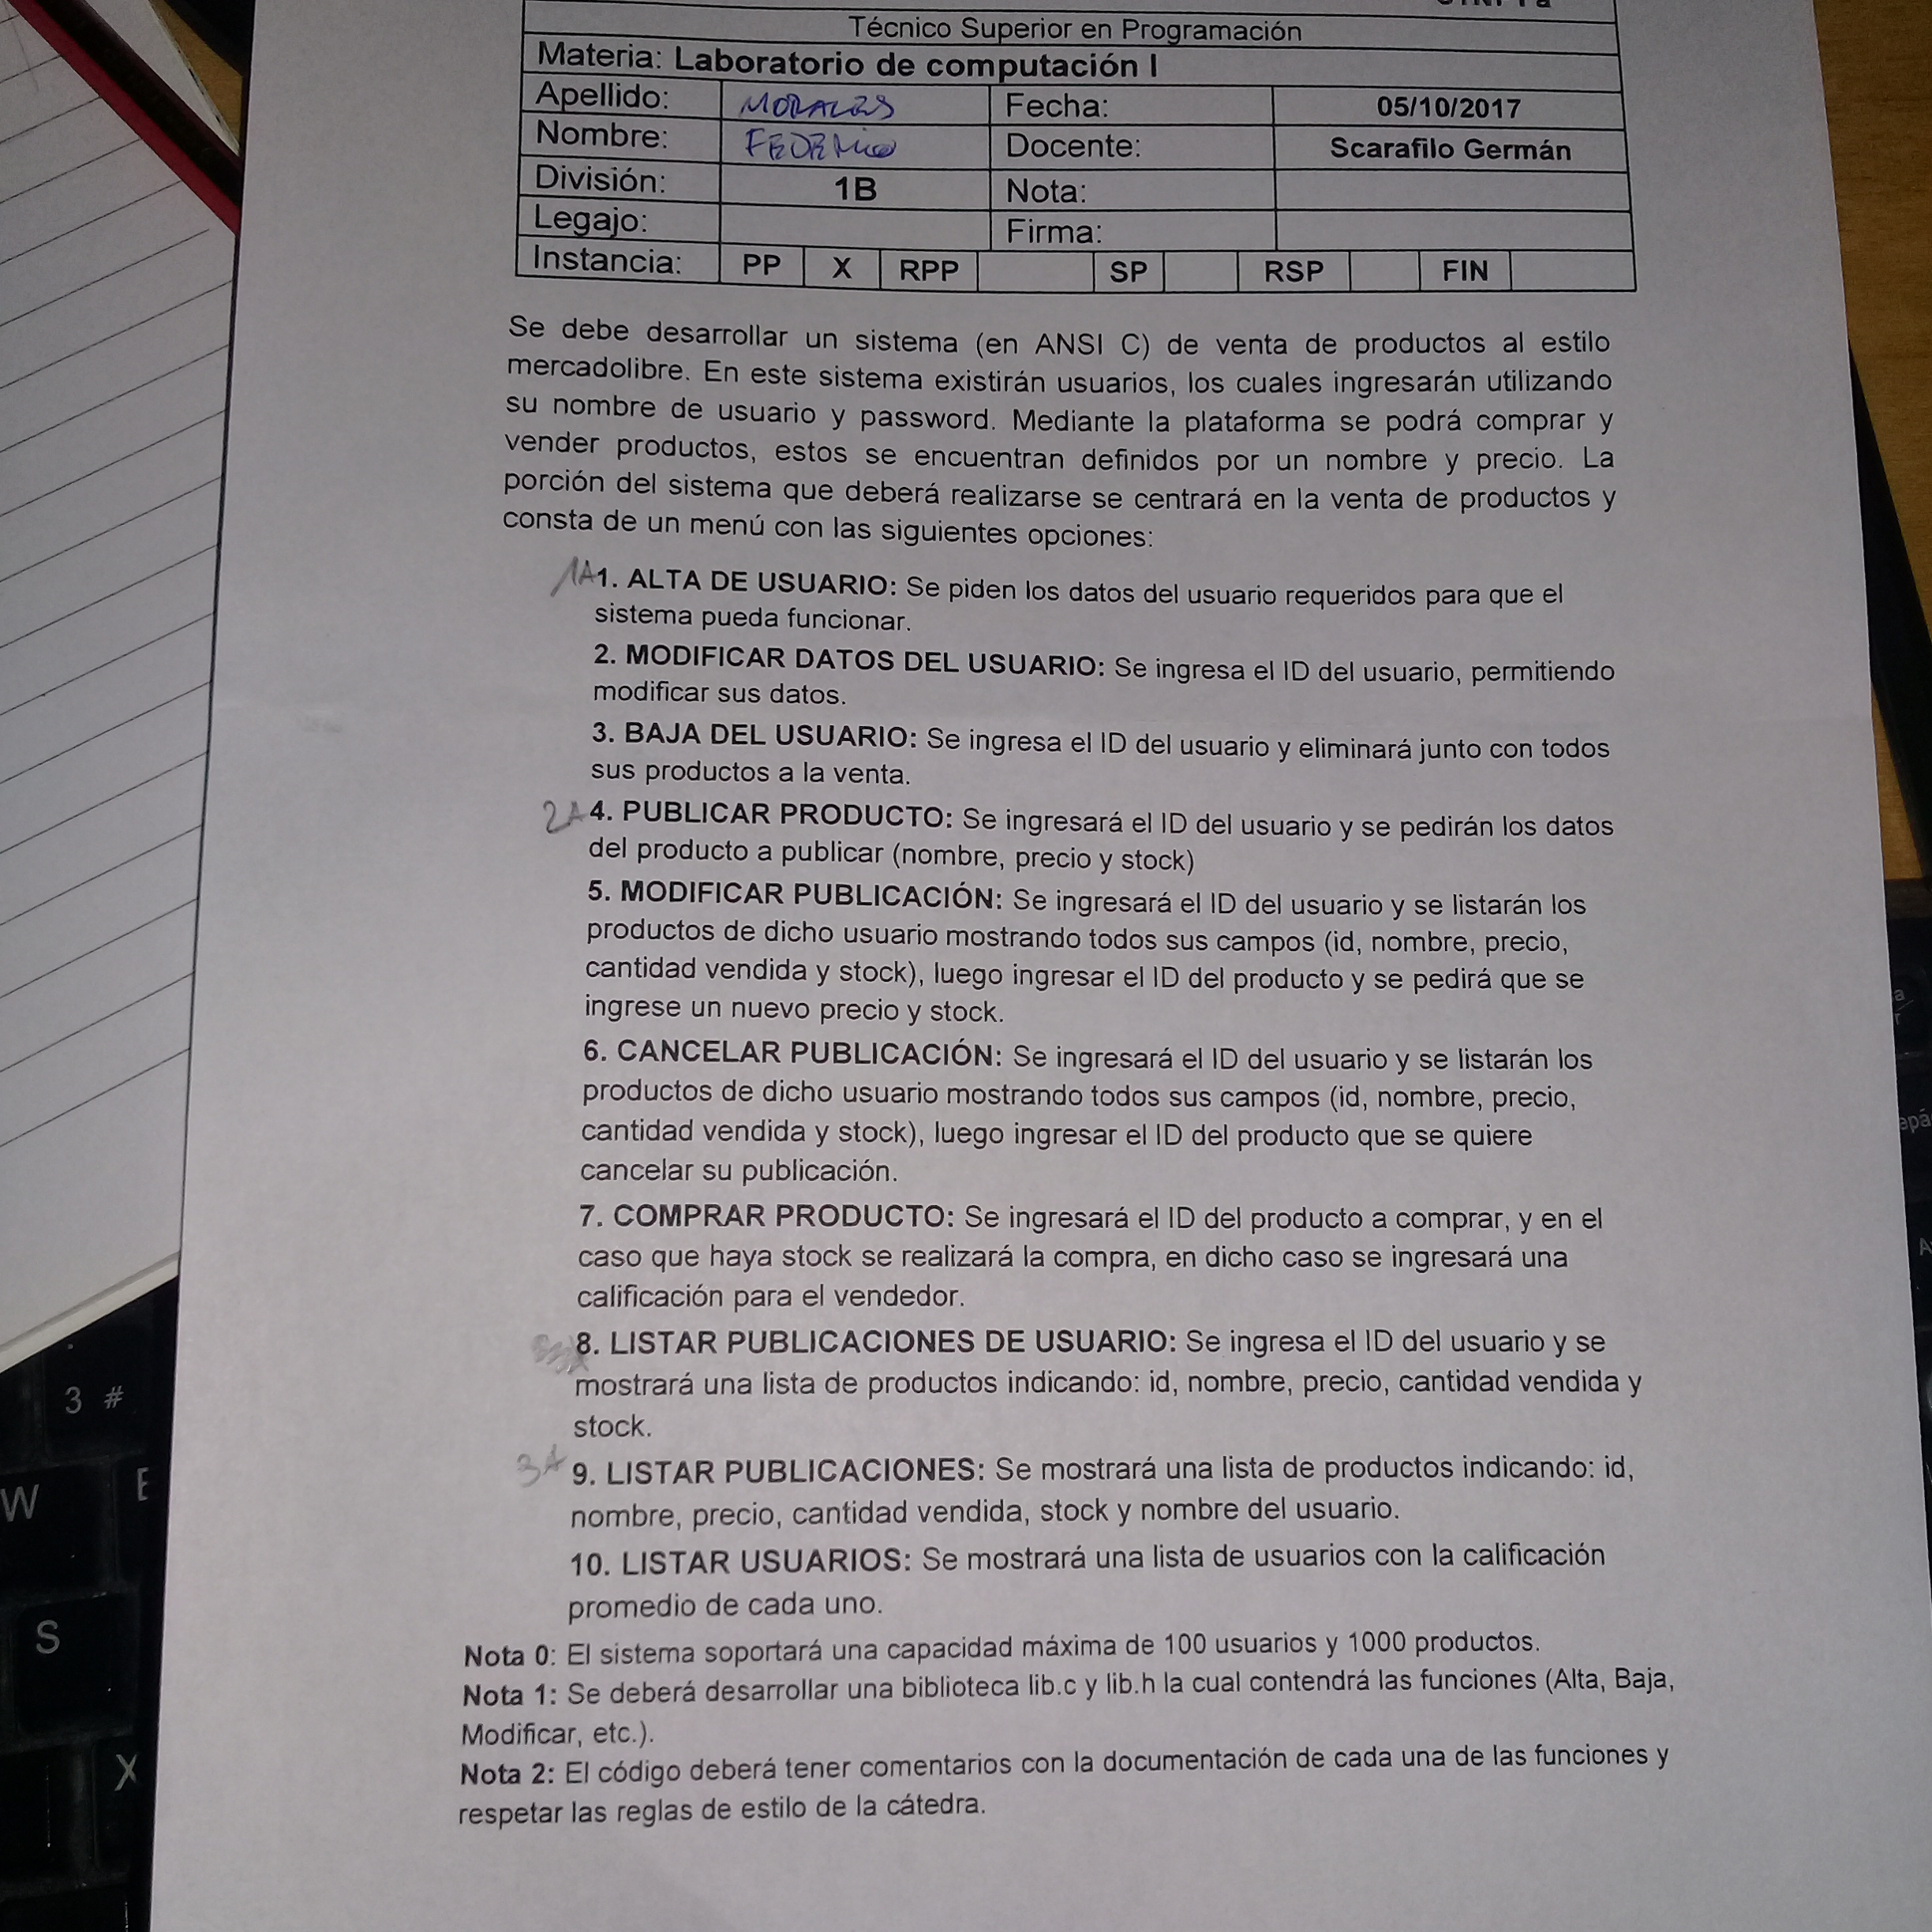 Técnico Superior en Programación
Materia: Laboratorio de computación I
Apellido: MORALES Fecha: 05/10/2017
Nombre: FEDERICO Docente: Scarafilo Germán
División: 1B Nota:
Legajo: Firma:
Instancia: PP X RPP SP RSP FIN
Se debe desarrollar un sistema (en ANSI C) de venta de productos al estilo
mercadolibre. En este sistema existirán usuarios, los cuales ingresarán utilizando
su nombre de usuario y password. Mediante la plataforma se podrá comprar y
vender productos, estos se encuentran definidos por un nombre y precio. La
porción del sistema que deberá realizarse se centrará en la venta de productos y
consta de un menú con las siguientes opciones:
1A 1. ALTA DE USUARIO: Se piden los datos del usuario requeridos para que el
sistema pueda funcionar.
2. MODIFICAR DATOS DEL USUARIO: Se ingresa el ID del usuario, permitiendo
modificar sus datos.
3. BAJA DEL USUARIO: Se ingresa el ID del usuario y eliminará junto con todos
sus productos a la venta.
2A 4. PUBLICAR PRODUCTO: Se ingresará el ID del usuario y se pedirán los datos
del producto a publicar (nombre, precio y stock)
5. MODIFICAR PUBLICACIÓN: Se ingresará el ID del usuario y se listarán los
productos de dicho usuario mostrando todos sus campos (id, nombre, precio,
cantidad vendida y stock), luego ingresar el ID del producto y se pedirá que se
ingrese un nuevo precio y stock.
6. CANCELAR PUBLICACIÓN: Se ingresará el ID del usuario y se listarán los
productos de dicho usuario mostrando todos sus campos (id, nombre, precio,
cantidad vendida y stock), luego ingresar el ID del producto que se quiere
cancelar su publicación.
7. COMPRAR PRODUCTO: Se ingresará el ID del producto a comprar, y en el
caso que haya stock se realizará la compra, en dicho caso se ingresará una
calificación para el vendedor.
8. LISTAR PUBLICACIONES DE USUARIO: Se ingresa el ID del usuario y se
mostrará una lista de productos indicando: id, nombre, precio, cantidad vendida y
stock.
3A 9. LISTAR PUBLICACIONES: Se mostrará una lista de productos indicando: id,
nombre, precio, cantidad vendida, stock y nombre del usuario.
10. LISTAR USUARIOS: Se mostrará una lista de usuarios con la calificación
promedio de cada uno.
Nota 0: El sistema soportará una capacidad máxima de 100 usuarios y 1000 productos.
Nota 1: Se deberá desarrollar una biblioteca lib.c y lib.h la cual contendrá las funciones (Alta, Baja,
Modificar, etc.).
Nota 2: El código deberá tener comentarios con la documentación de cada una de las funciones y
respetar las reglas de estilo de la cátedra.
3 #
W E
S
X